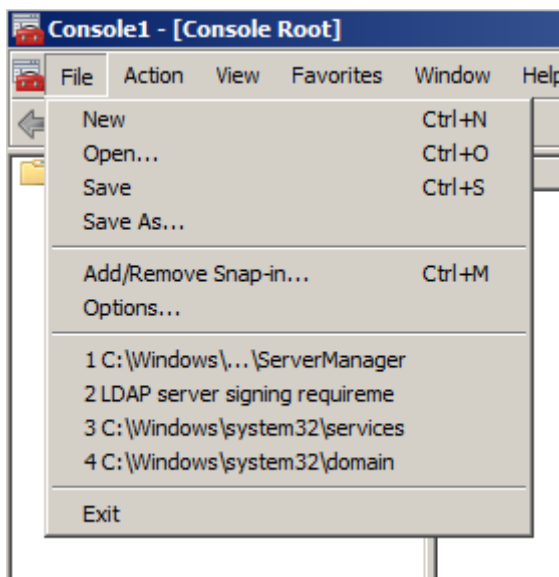 Console1 - [Console Root]
File Action View Favorites Window Help
New Ctrl+N
Open... Ctrl+O
Save Ctrl+S
Save As...
Add/Remove Snap-in... Ctrl+M
Options...
1 C:\Windows\...\ServerManager
2 LDAP server signing requireme
3 C:\Windows\system32\services
4 C:\Windows\system32\domain
Exit